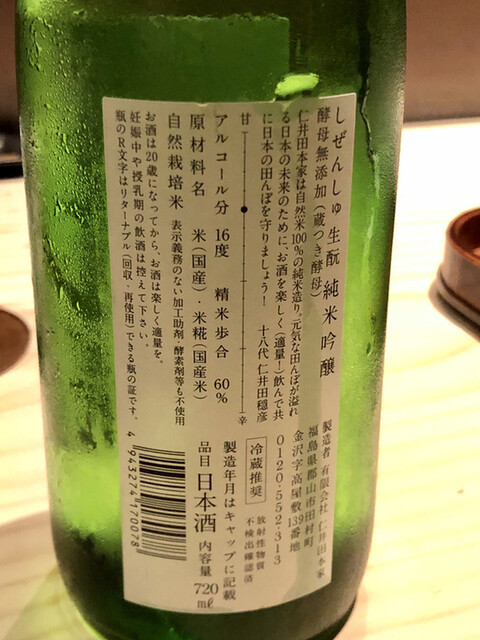 しぜんしゅ生酛 純米吟醸
酵母無添加（蔵つき酵母）
仁井田本家は自然米100%の純米造り。元気な田んぼが溢れ
る日本の未来のために、お酒を楽しく（適量！）飲んで共
に日本の田んぼを守りましょう！　十八代 仁井田穏彦
甘 辛
アルコール分 16度 精米歩合 60%
原材料名 米（国産）・米糀（国産米）
自然栽培米 表示義務のない加工助剤・酵素剤等も不使用
お酒は20歳になってから、お酒は楽しく適量を。
妊娠中や授乳期の飲酒は控えて下さい。
瓶のR文字はリターナブル（回収・再使用）できる瓶の証です。
製造者 有限会社 仁井田本家
福島県郡山市田村町
金沢字高屋敷139番地
0120-552-313
冷蔵推奨 放射性物質
不検出確認済
製造年月はキャップに記載
品目 日本酒 内容量 720ml
4943274170078